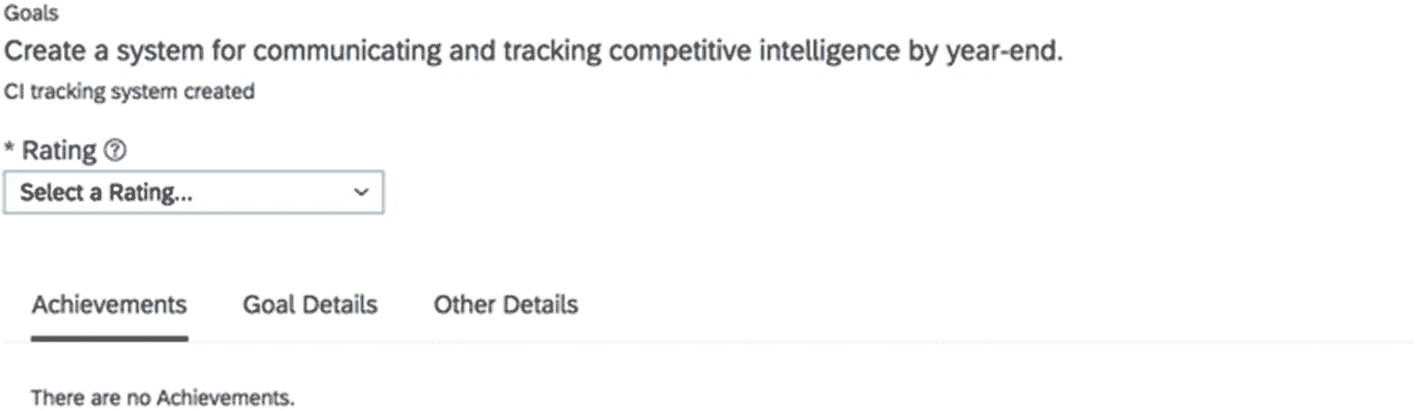 Goals
Create a system for communicating and tracking competitive intelligence by year-end.
CI tracking system created
* Rating ?
Select a Rating...
Achievements Goal Details Other Details
There are no Achievements.